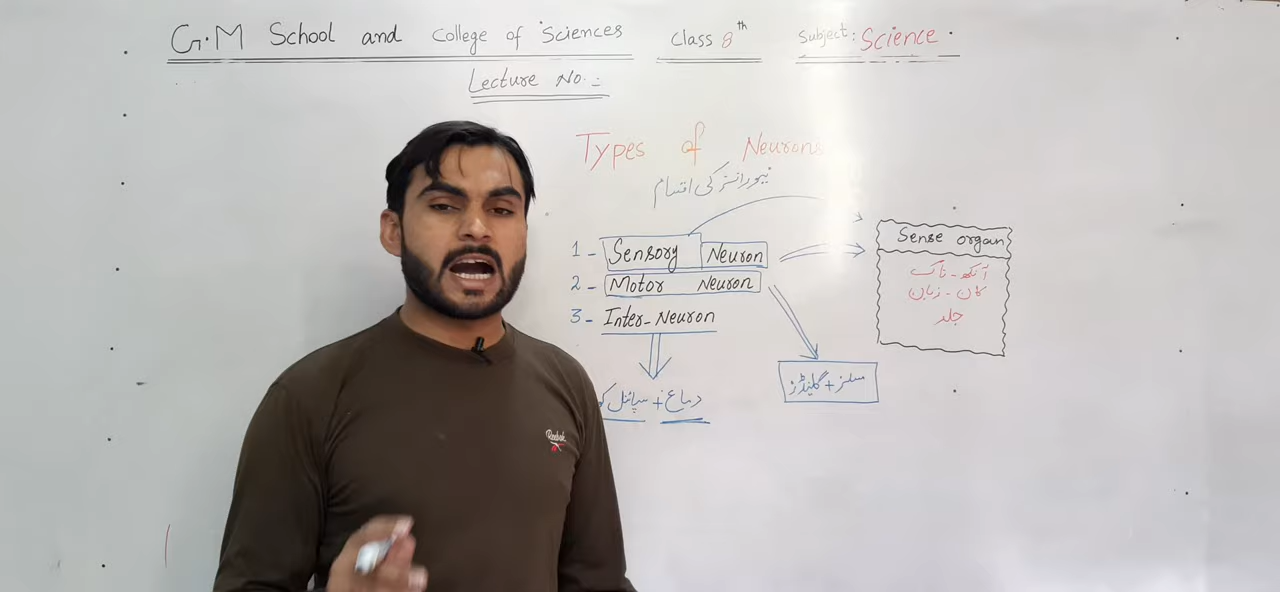 G.M School and College of Sciences Class 8th Subject: Science.
Lecture No:-
Types of Neurons
نیورانز کی اقسام
1- Sensory Neuron
2- Motor Neuron
3- Inter-Neuron
Sense organ
آنکھ - ناک
کان - زبان
جلد
مسلز + گلینڈز
دماغ + سپائنل
Reebok